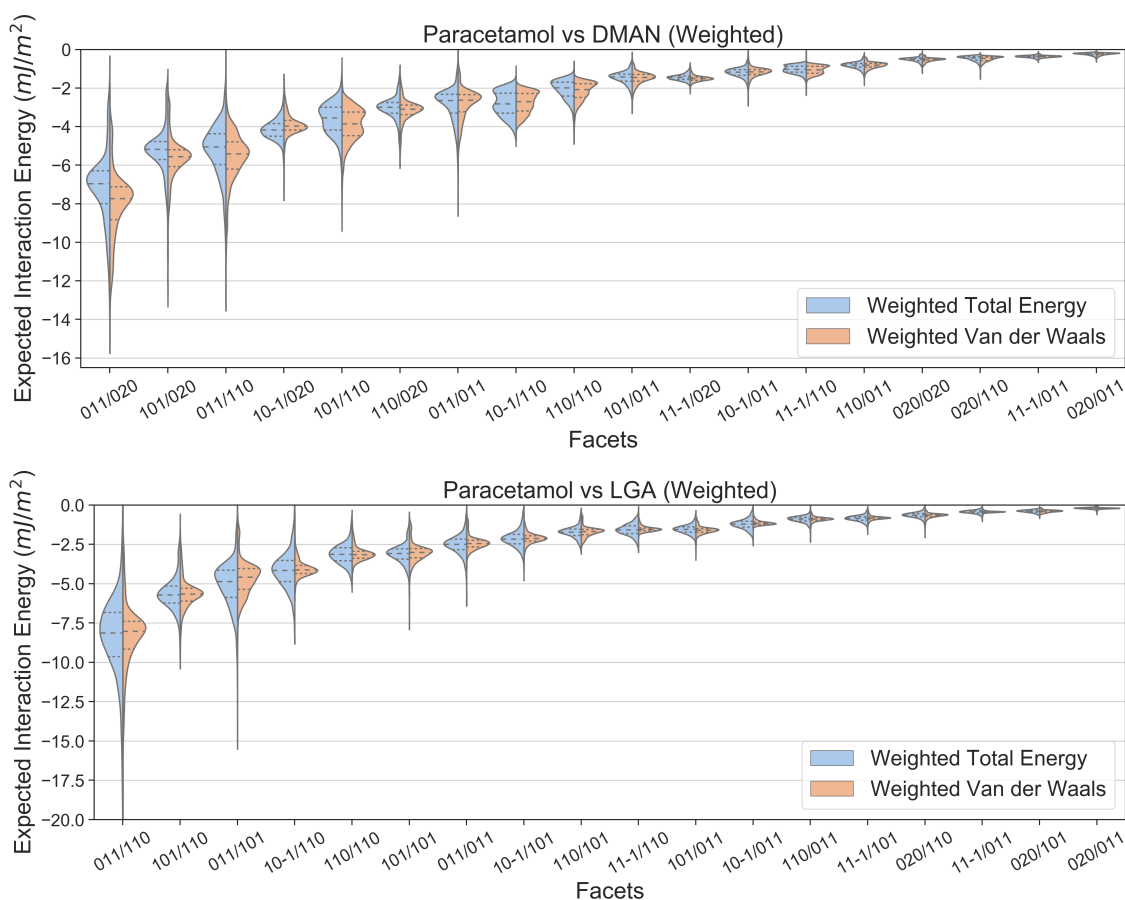 Paracetamol vs DMAN (Weighted)
Expected Interaction Energy (mJ/m²)
0
−2
−4
−6
−8
−10
−12
−14
−16
Weighted Total Energy
Weighted Van der Waals
011/020 101/020 011/110 10-1/020 101/110 110/020 011/011 10-1/110 110/110 101/011 11-1/020 10-1/011 11-1/110 110/011 020/020 020/110 11-1/011 020/011
Facets
Paracetamol vs LGA (Weighted)
Expected Interaction Energy (mJ/m²)
0.0
−2.5
−5.0
−7.5
−10.0
−12.5
−15.0
−17.5
−20.0
Weighted Total Energy
Weighted Van der Waals
011/110 101/110 011/101 10-1/110 110/110 101/101 011/011 10-1/101 110/101 11-1/110 101/011 10-1/011 110/011 11-1/101 020/110 11-1/011 020/101 020/011
Facets